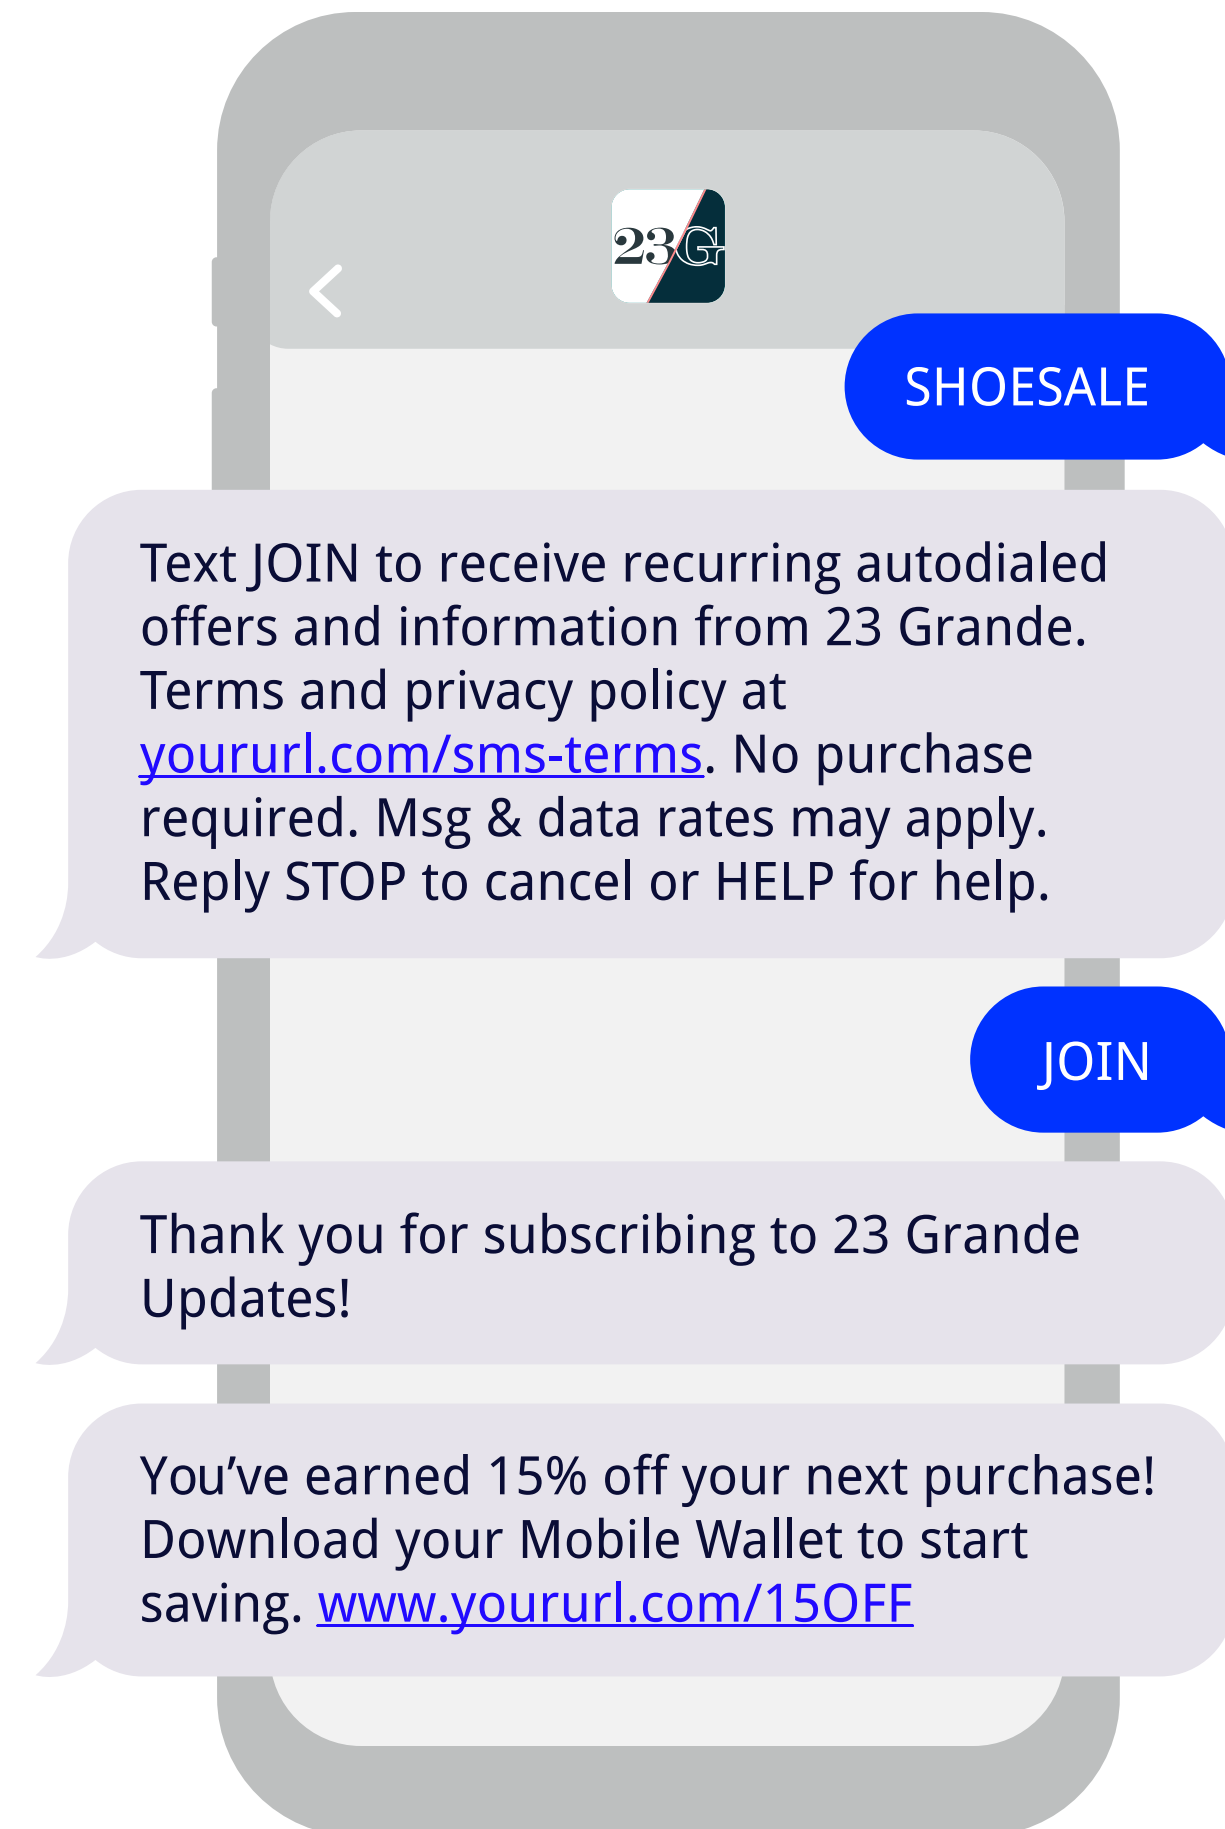 23G
SHOESALE
Text JOIN to receive recurring autodialed
offers and information from 23 Grande.
Terms and privacy policy at
yoururl.com/sms-terms. No purchase
required. Msg & data rates may apply.
Reply STOP to cancel or HELP for help.
JOIN
Thank you for subscribing to 23 Grande
Updates!
You’ve earned 15% off your next purchase!
Download your Mobile Wallet to start
saving. www.yoururl.com/15OFF